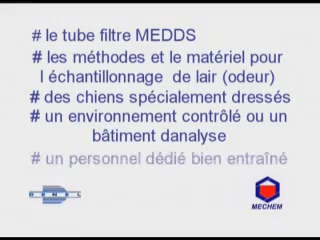 # le tube filtre MEDDS
# les méthodes et le matériel pour
l échantillonnage de lair (odeur)
# des chiens spécialement dressés
# un environnement contrôlé ou un
bâtiment danalyse
# un personnel dédié bien entraîné
DENEL
MECHEM